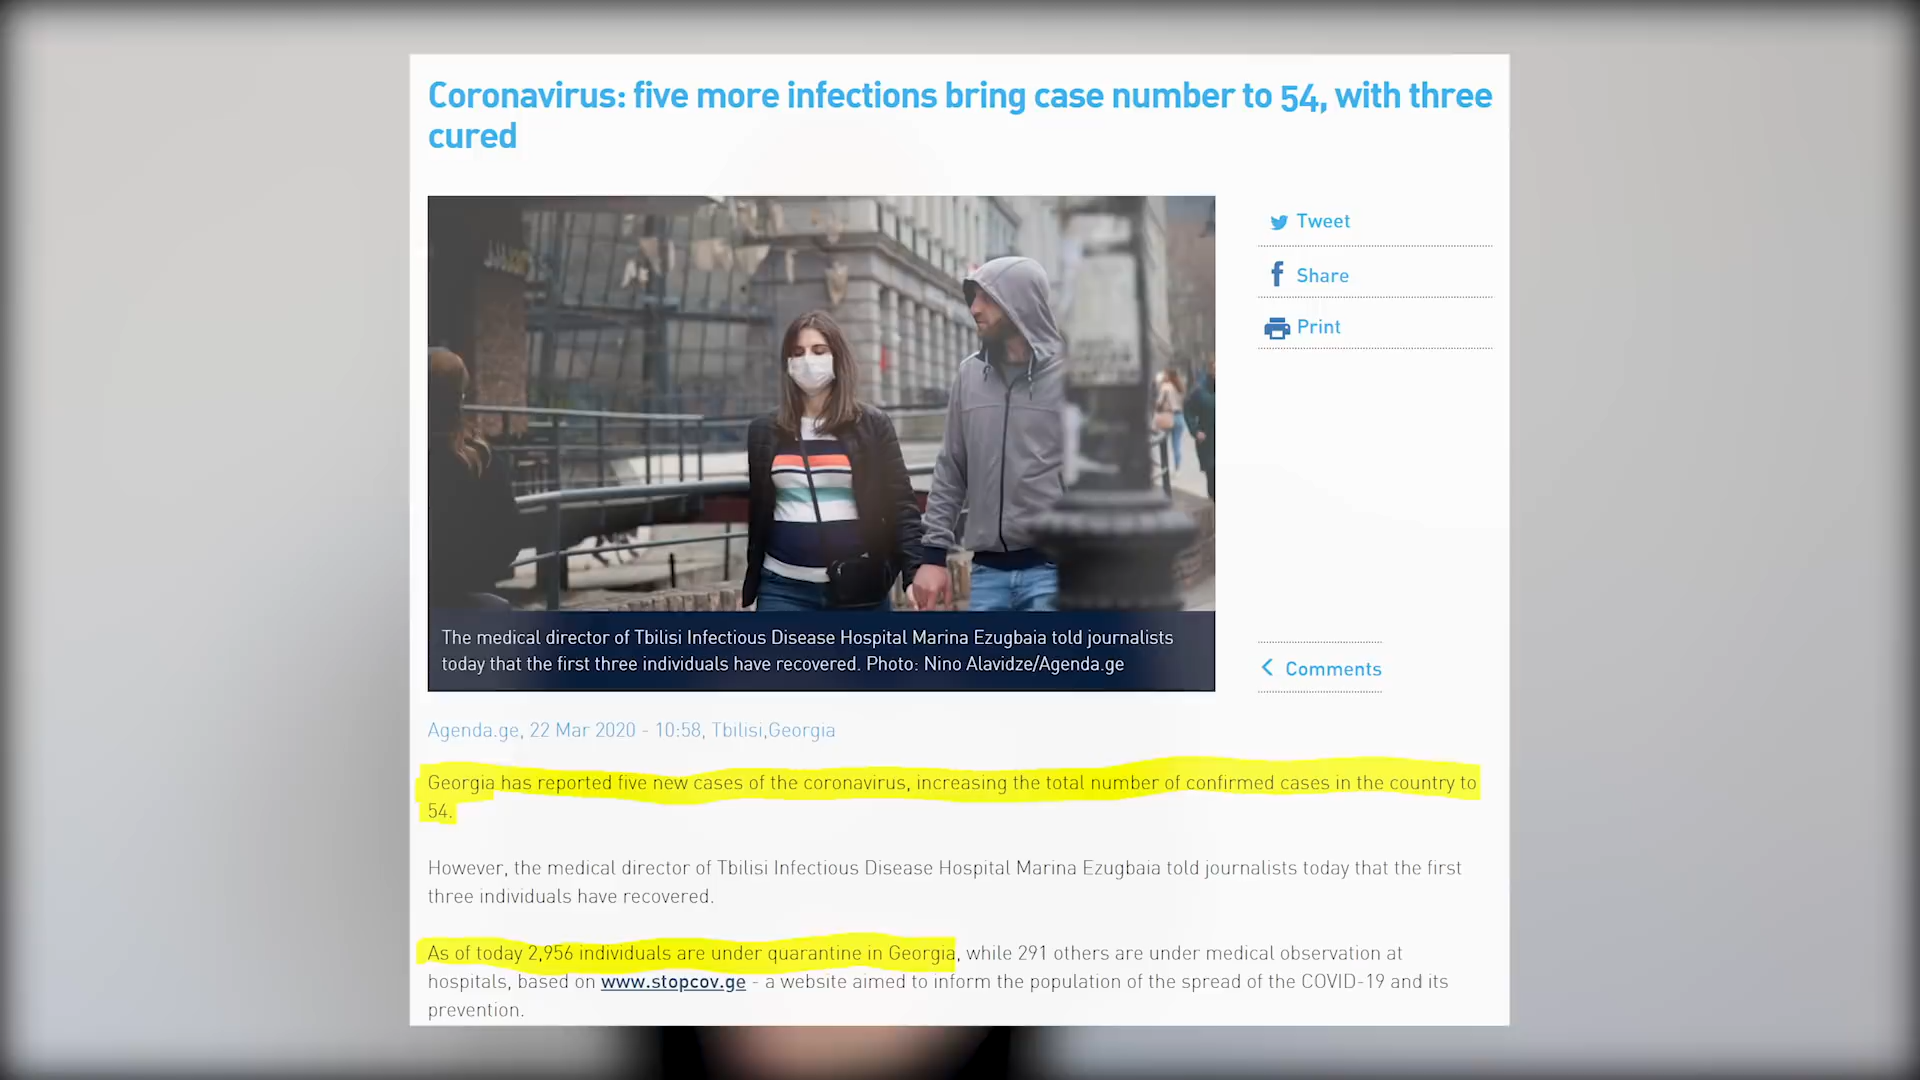 Coronavirus: five more infections bring case number to 54, with three
cured
Tweet
Share
Print
The medical director of Tbilisi Infectious Disease Hospital Marina Ezugbaia told journalists
today that the first three individuals have recovered. Photo: Nino Alavidze/Agenda.ge
Comments
Agenda.ge, 22 Mar 2020 - 10:58, Tbilisi,Georgia
Georgia has reported five new cases of the coronavirus, increasing the total number of confirmed cases in the country to
54.
However, the medical director of Tbilisi Infectious Disease Hospital Marina Ezugbaia told journalists today that the first
three individuals have recovered.
As of today 2,956 individuals are under quarantine in Georgia, while 291 others are under medical observation at
hospitals, based on www.stopcov.ge - a website aimed to inform the population of the spread of the COVID-19 and its
prevention.